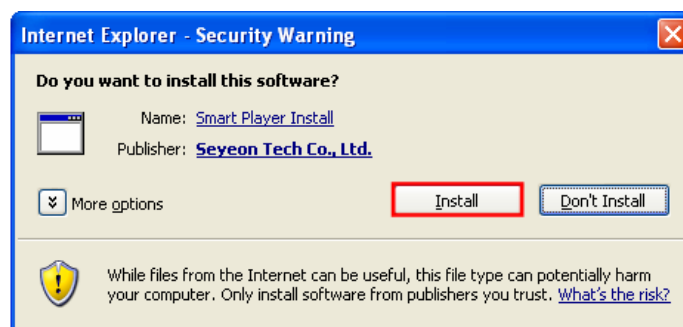 Internet Explorer - Security Warning
Do you want to install this software?
Name: Smart Player Install
Publisher: Seyeon Tech Co., Ltd.
More options Install Don't Install
While files from the Internet can be useful, this file type can potentially harm
your computer. Only install software from publishers you trust. What's the risk?